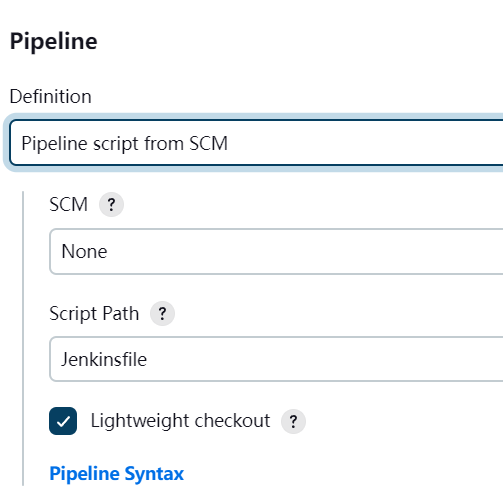 Pipeline
Definition
Pipeline script from SCM
SCM ?
None
Script Path ?
Jenkinsfile
Lightweight checkout ?
Pipeline Syntax